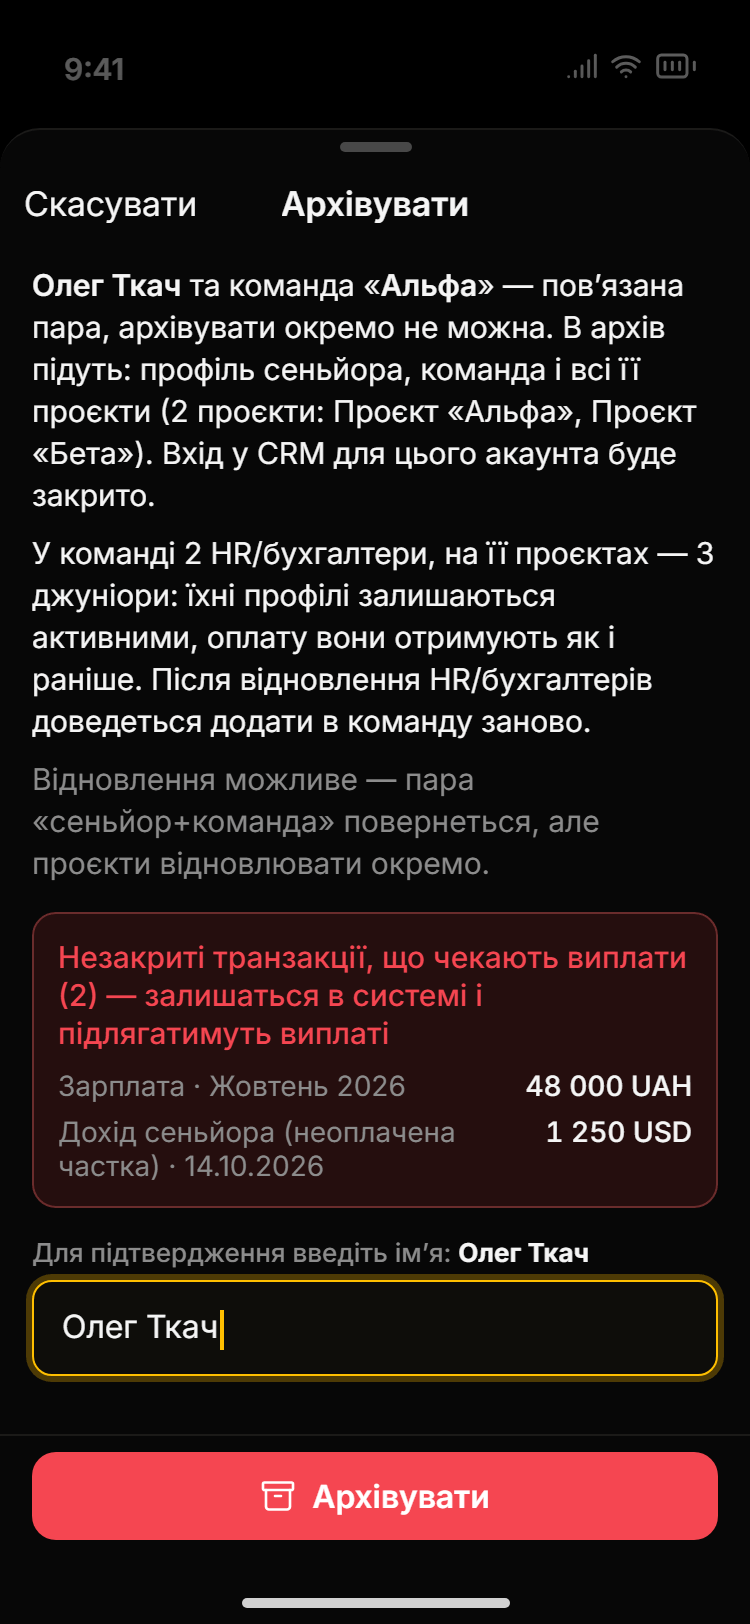 9:41
Скасувати
Архівувати
Олег Ткач та команда «Альфа» — пов’язана
пара, архівувати окремо не можна. В архів
підуть: профіль сеньйора, команда і всі її
проєкти (2 проєкти: Проєкт «Альфа», Проєкт
«Бета»). Вхід у CRM для цього акаунта буде
закрито.
У команді 2 HR/бухгалтери, на її проєктах — 3
джуніори: їхні профілі залишаються
активними, оплату вони отримують як і
раніше. Після відновлення HR/бухгалтерів
доведеться додати в команду заново.
Відновлення можливе — пара
«сеньйор+команда» повернеться, але
проєкти відновлювати окремо.
Незакриті транзакції, що чекають виплати
(2) — залишаться в системі і
підлягатимуть виплаті
Зарплата · Жовтень 2026 48 000 UAH
Дохід сеньйора (неоплачена 1 250 USD
частка) · 14.10.2026
Для підтвердження введіть ім’я: Олег Ткач
Олег Ткач
Архівувати